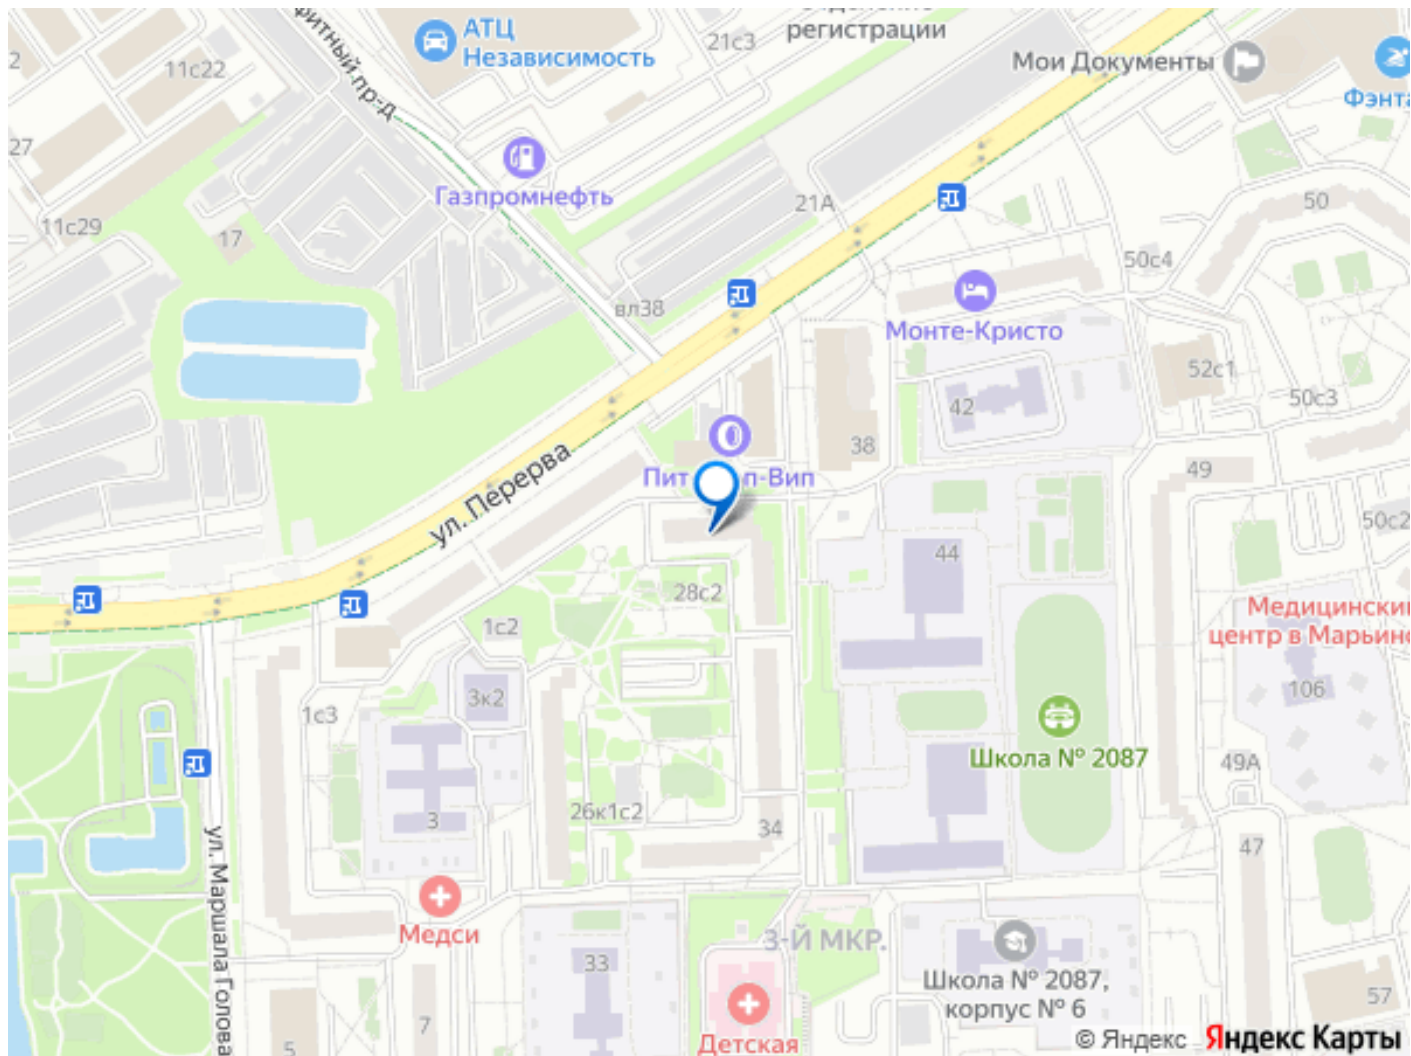 регистрации
АТЦ
Независимость
21с3
Мои Документы
11с22
фитный пр-д
27
Газпромнефть
21А
50
11с29
17
50с4
вл38
Монте-Кристо
52с1
50с3
42
38
ул. Перерва
49
50с2
44
28с2
1с2
Медицинский
центр в Марьино
3к2
106
1с3
Школа № 2087
49А
26к1с2
3
34
47
ул. Маршала Голова
Медси
3-Й МКР.
33
Школа № 2087,
корпус № 6
57
7
5
Детская
© Яндекс Яндекс Карты